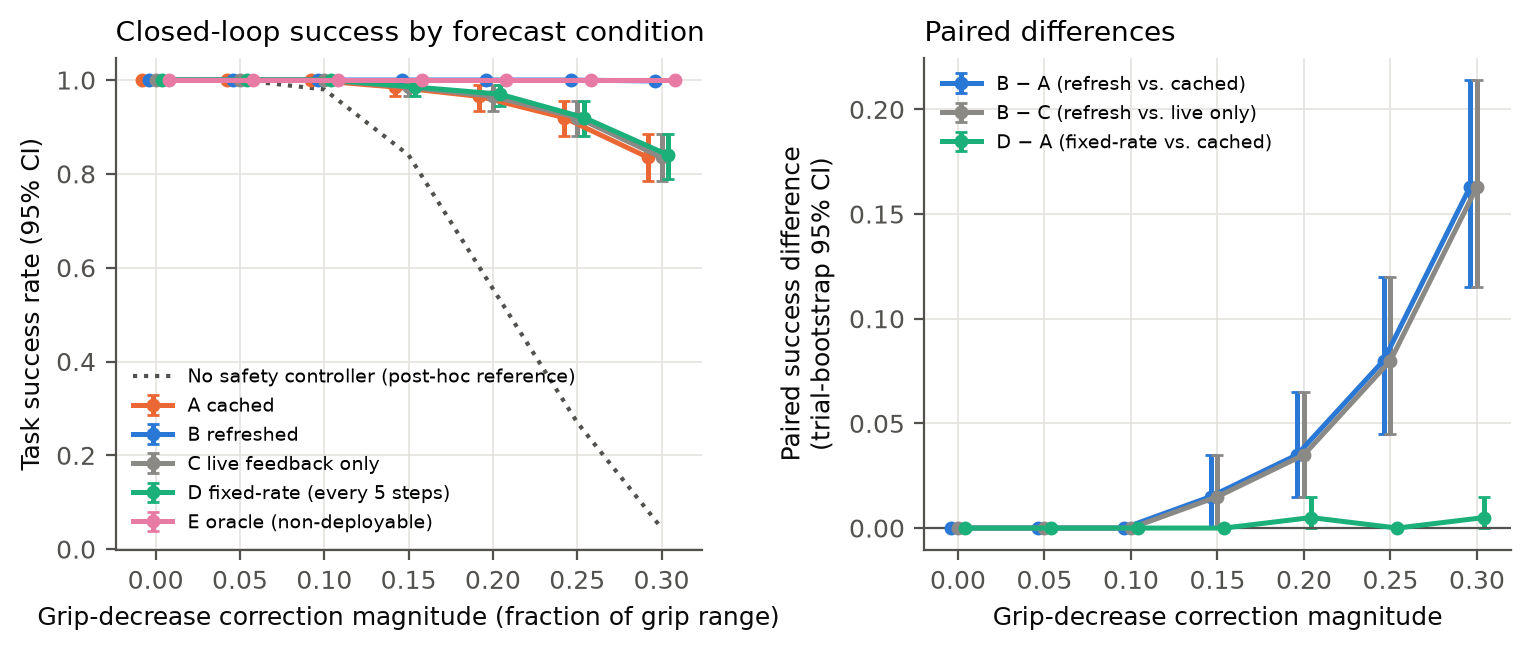 Closed-loop success by forecast condition
Task success rate (95% CI)
1.0
0.8
0.6
0.4
0.2
0.0
No safety controller (post-hoc reference)
A cached
B refreshed
C live feedback only
D fixed-rate (every 5 steps)
E oracle (non-deployable)
0.00 0.05 0.10 0.15 0.20 0.25 0.30
Grip-decrease correction magnitude (fraction of grip range)
Paired differences
Paired success difference
(trial-bootstrap 95% CI)
B − A (refresh vs. cached)
B − C (refresh vs. live only)
D − A (fixed-rate vs. cached)
0.20
0.15
0.10
0.05
0.00
0.00 0.05 0.10 0.15 0.20 0.25 0.30
Grip-decrease correction magnitude